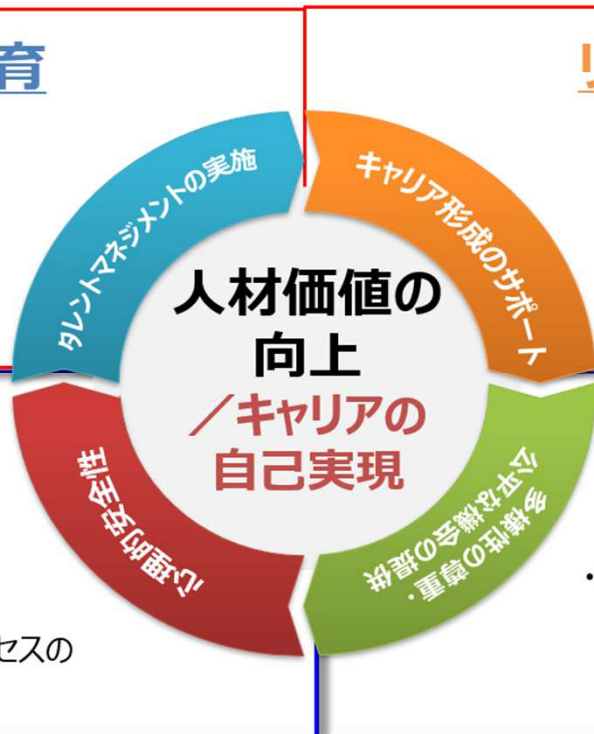 育
タレントマネジメントの実施
キャリア形成のサポート
人材価値の
向上
／キャリアの
自己実現
心理的安全性
多様性の尊重・
公平な機会の提供
セスの